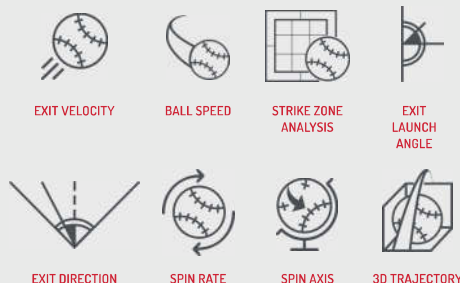 EXIT VELOCITY
BALL SPEED
STRIKE ZONE
ANALYSIS
EXIT
LAUNCH
ANGLE
EXIT DIRECTION
SPIN RATE
SPIN AXIS
3D TRAJECTORY